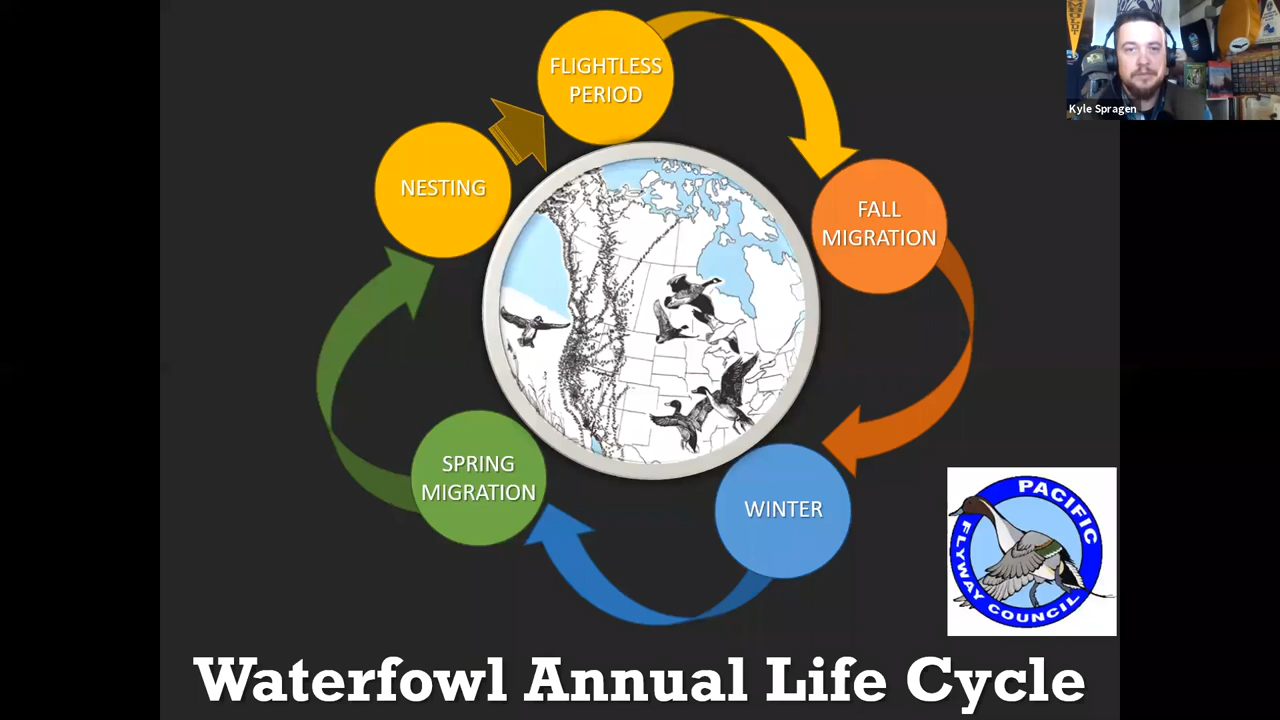 FLIGHTLESS
PERIOD
Kyle Spragen
NESTING
FALL
MIGRATION
SPRING
MIGRATION
WINTER
PACIFIC
FLYWAY COUNCIL
Waterfowl Annual Life Cycle